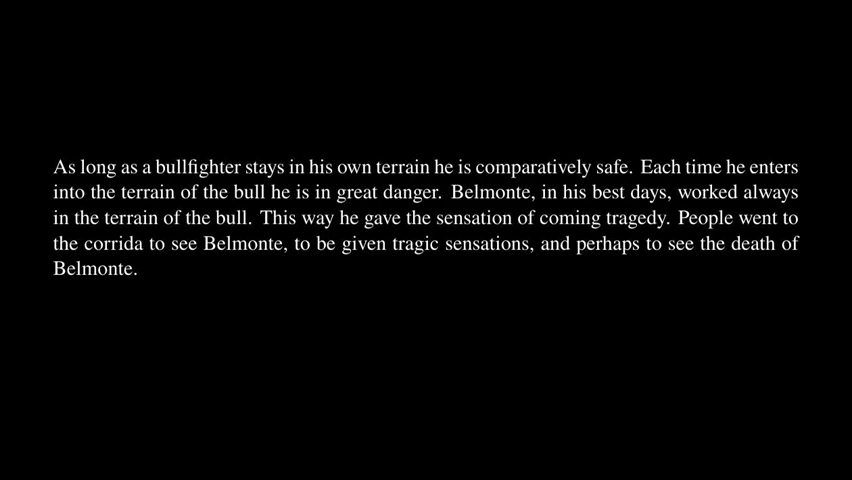 As long as a bullfighter stays in his own terrain he is comparatively safe. Each time he enters
into the terrain of the bull he is in great danger. Belmonte, in his best days, worked always
in the terrain of the bull. This way he gave the sensation of coming tragedy. People went to
the corrida to see Belmonte, to be given tragic sensations, and perhaps to see the death of
Belmonte.